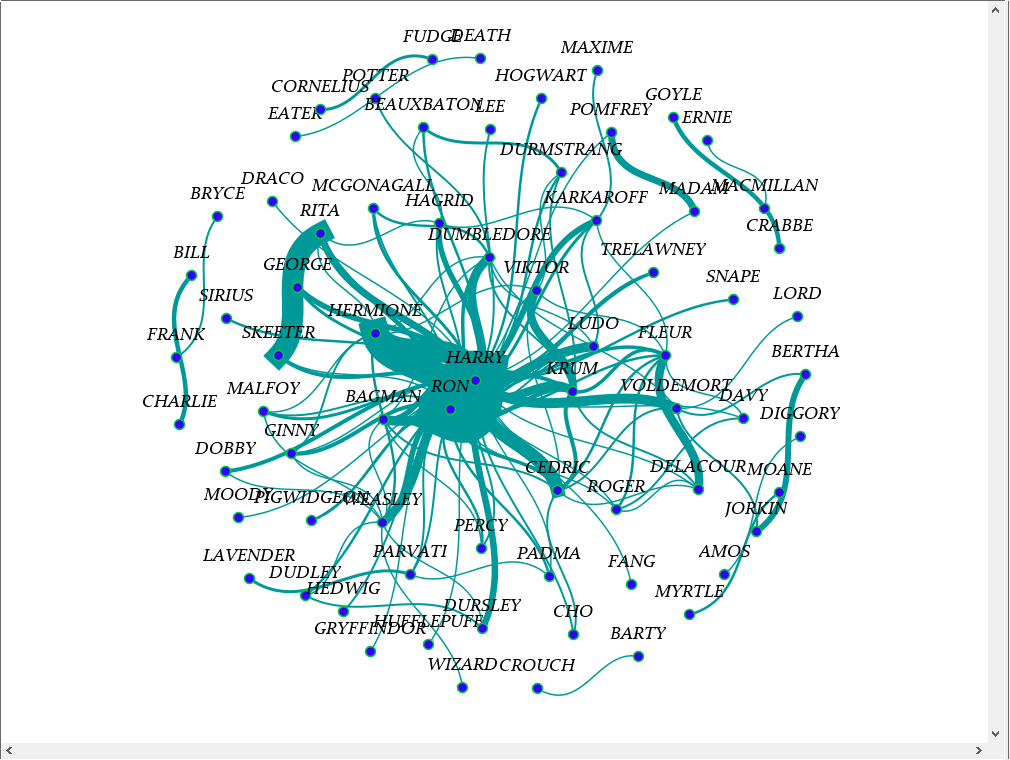 FUDGE
DEATH
MAXIME
CORNELIUS
POTTER
HOGWART
GOYLE
EATER
BEAUXBATON
LEE
POMFREY
ERNIE
DURMSTRANG
BRYCE
DRACO
MCGONAGALL
HAGRID
KARKAROFF
MADAM
MACMILLAN
RITA
DUMBLEDORE
CRABBE
BILL
GEORGE
VIKTOR
TRELAWNEY
SNAPE
SIRIUS
HERMIONE
LORD
FRANK
SKEETER
LUDO
FLEUR
HARRY
BERTHA
KRUM
MALFOY
RON
BAGMAN
VOLDEMORT
DAVY
CHARLIE
DIGGORY
GINNY
DOBBY
CEDRIC
DELACOUR
MOANE
MOODY
PIGWIDGEON
WEASLEY
ROGER
JORKIN
PERCY
LAVENDER
PARVATI
PADMA
AMOS
DUDLEY
FANG
HEDWIG
MYRTLE
DURSLEY
GRYFFINDOR
HUFFLEPUFF
CHO
BARTY
WIZARD
CROUCH